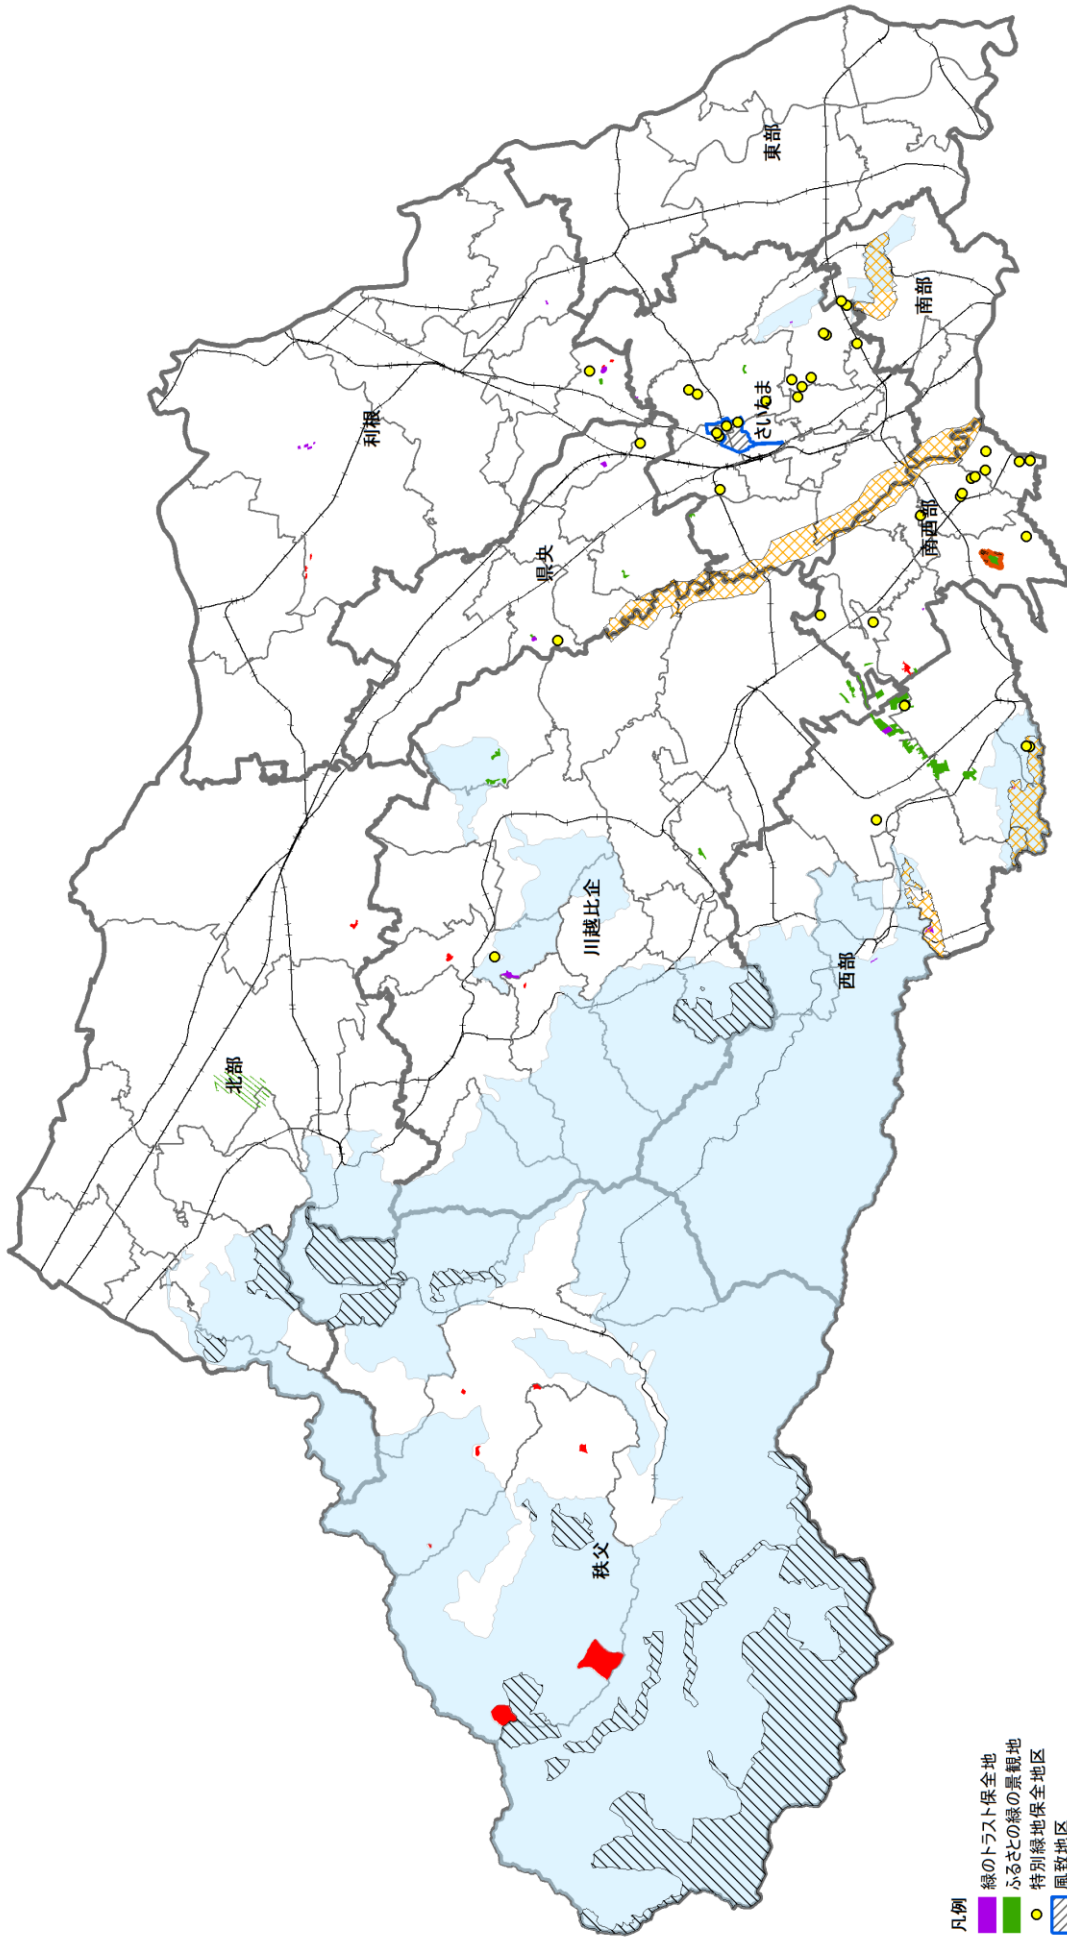 東部
南部
さいたま
利根
県央
南西部
川越比企
西部
北部
秩父
凡例
緑のトラスト保全地
ふるさとの緑の景観地
特別緑地保全地区
風致地区